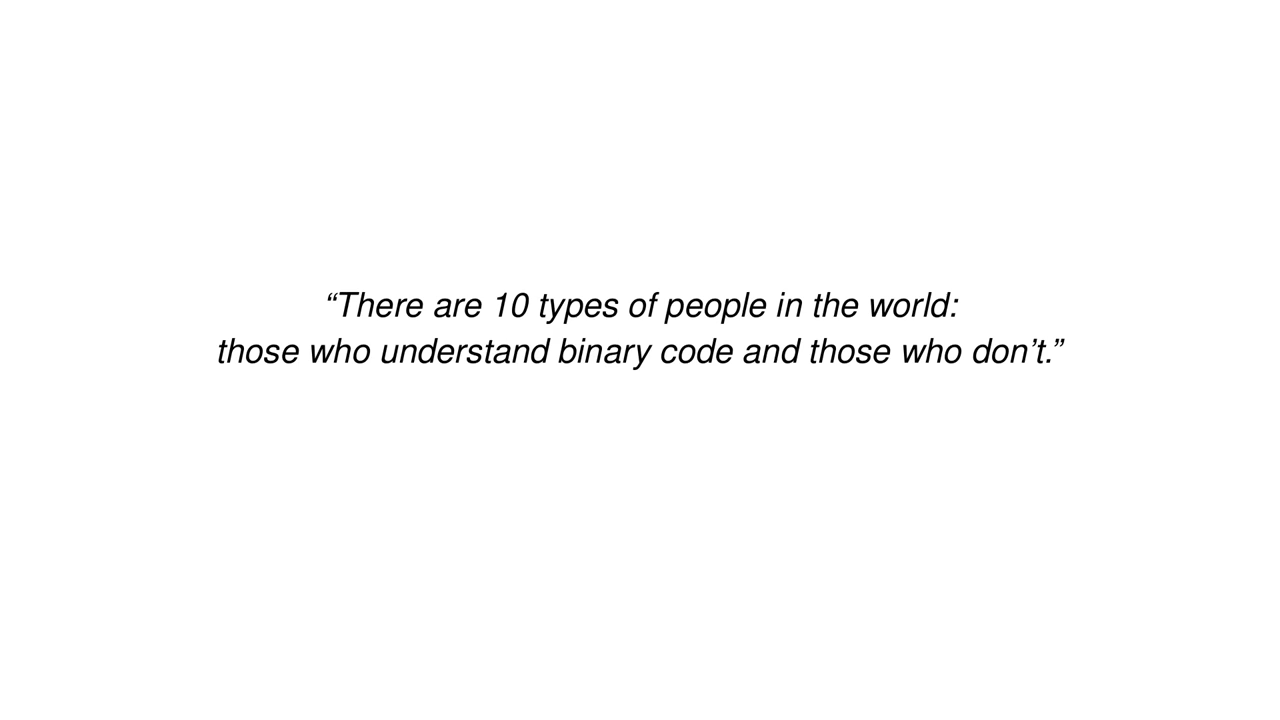 “There are 10 types of people in the world:
those who understand binary code and those who don’t.”